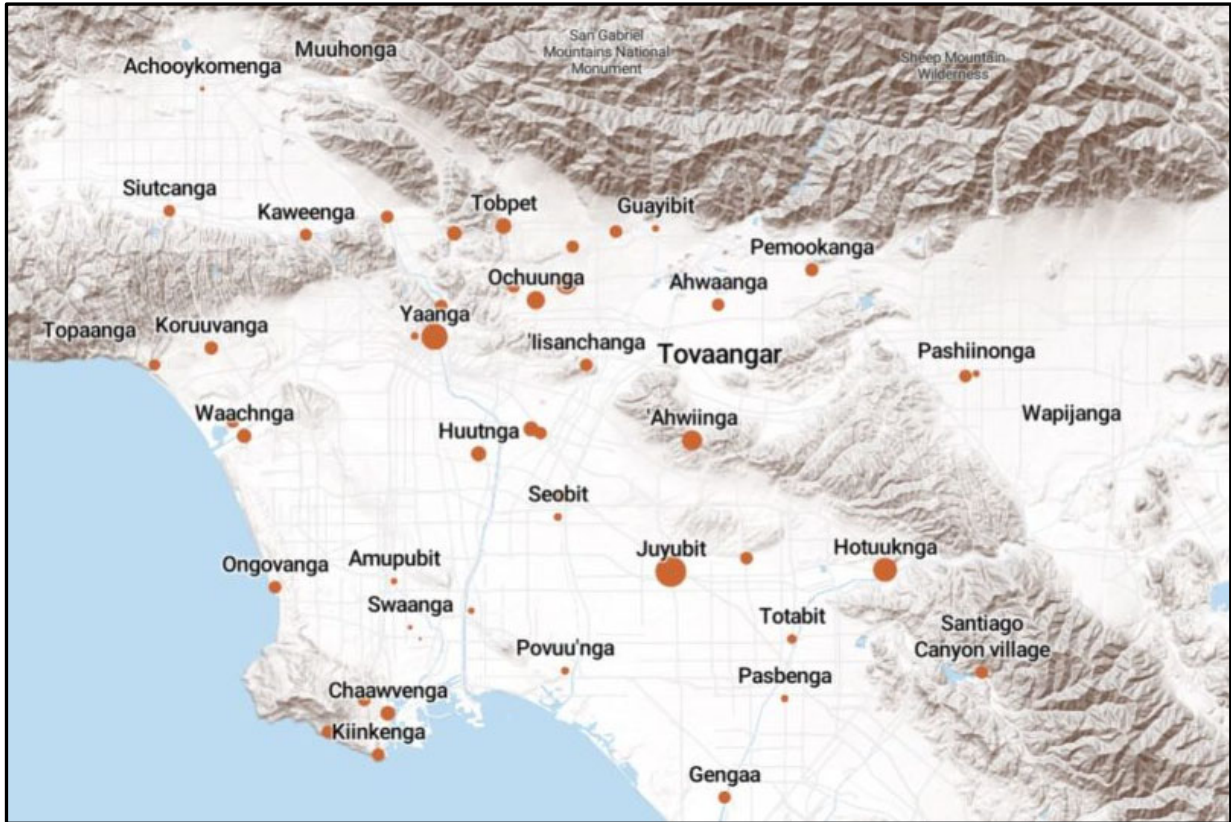 San Gabriel
Mountains National
Monument
Sheep Mountain
Wilderness
Muuhonga
Achooykomenga
Siutcanga
Kaweenga
Tobpet
Guayibit
Pemookanga
Ochuunga
Ahwaanga
Yaanga
Topaanga
Koruuvanga
'Iisanchanga
Tovaangar
Pashiinonga
Waachnga
Huutnga
'Ahwiinga
Wapijanga
Seobit
Juyubit
Hotuuknga
Ongovanga
Amupubit
Swaanga
Totabit
Santiago
Canyon village
Povuu'nga
Pasbenga
Chaawvenga
Kiinkenga
Gengaa